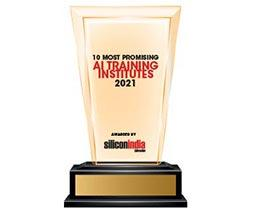 10 MOST PROMISING
AI TRAINING
INSTITUTES
2021
AWARDED BY
siliconindia